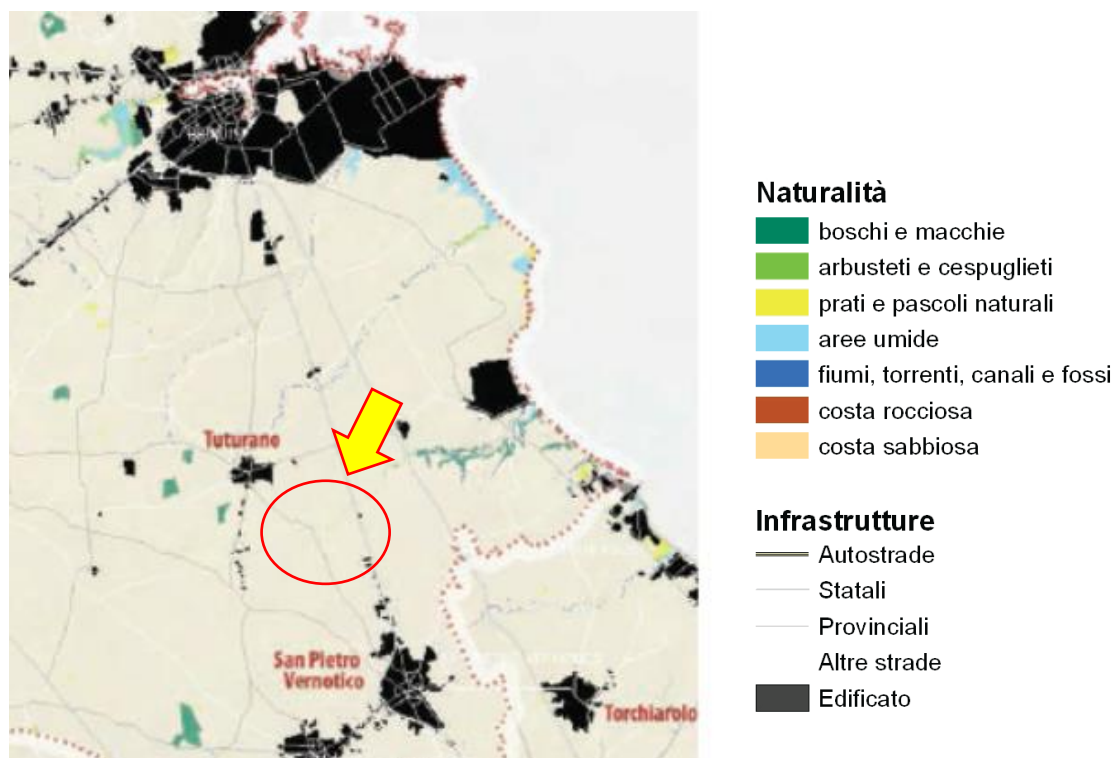 Tuturano
San Pietro
Vernotico
Torchiarolo
Naturalità
boschi e macchie
arbusteti e cespuglieti
prati e pascoli naturali
aree umide
fiumi, torrenti, canali e fossi
costa rocciosa
costa sabbiosa
Infrastrutture
Autostrade
Statali
Provinciali
Altre strade
Edificato